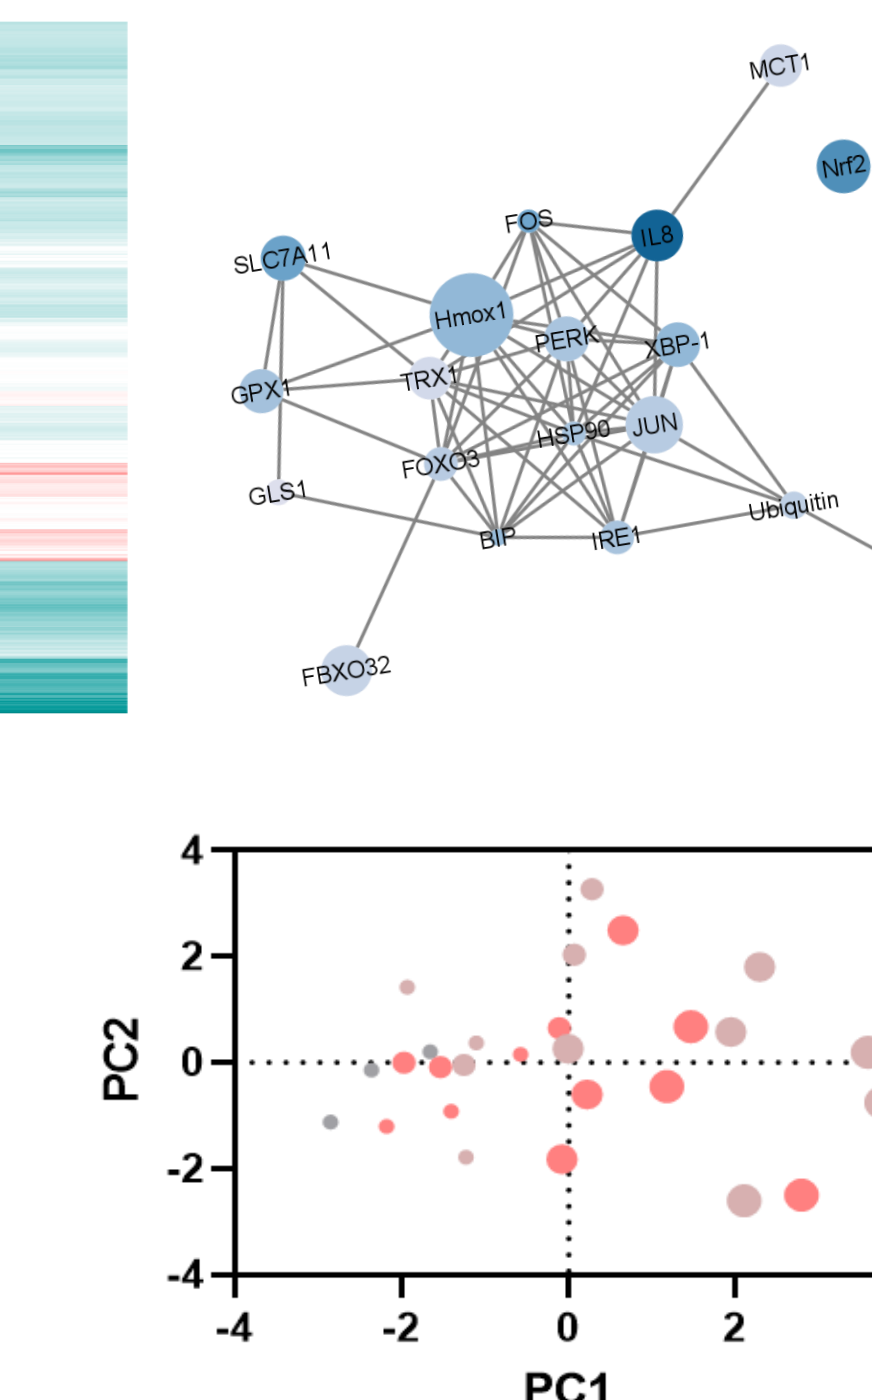 MCT1
Nrf2
FOS
IL8
SLC7A11
Hmox1
PERK
XBP-1
TRX1
GPX1
JUN
HSP90
FOXO3
GLS1
Ubiquitin
BIP
IRE1
FBXO32
4
2
0
-2
-4
PC2
-4
-2
0
2
PC1